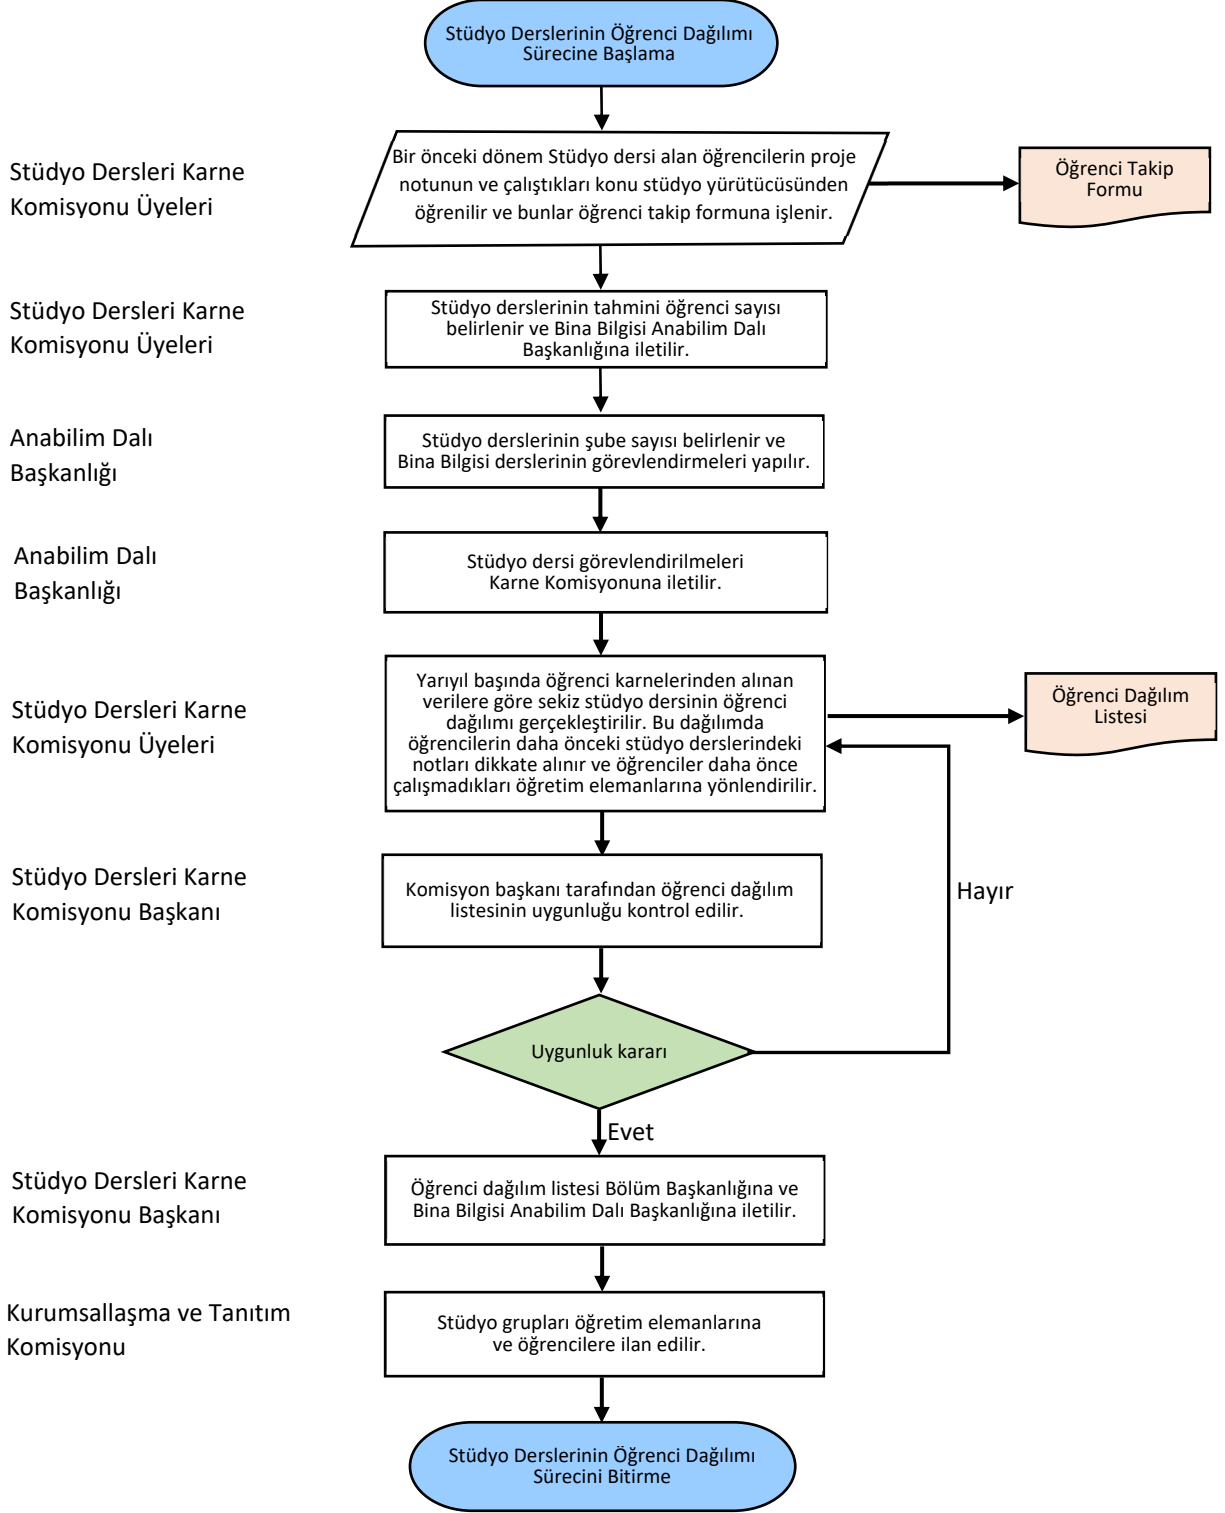 Stüdyo Derslerinin Öğrenci Dağılımı
Sürecine Başlama
Stüdyo Dersleri Karne
Komisyonu Üyeleri
Bir önceki dönem Stüdyo dersi alan öğrencilerin proje
notunun ve çalıştıkları konu stüdyo yürütücüsünden
öğrenilir ve bunlar öğrenci takip formuna işlenir.
Öğrenci Takip
Formu
Stüdyo Dersleri Karne
Komisyonu Üyeleri
Stüdyo derslerinin tahmini öğrenci sayısı
belirlenir ve Bina Bilgisi Anabilim Dalı
Başkanlığına iletilir.
Anabilim Dalı
Başkanlığı
Stüdyo derslerinin şube sayısı belirlenir ve
Bina Bilgisi derslerinin görevlendirmeleri yapılır.
Anabilim Dalı
Başkanlığı
Stüdyo dersi görevlendirilmeleri
Karne Komisyonuna iletilir.
Stüdyo Dersleri Karne
Komisyonu Üyeleri
Yarıyıl başında öğrenci karnelerinden alınan
verilere göre sekiz stüdyo dersinin öğrenci
dağılımı gerçekleştirilir. Bu dağılımda
öğrencilerin daha önceki stüdyo derslerindeki
notları dikkate alınır ve öğrenciler daha önce
çalışmadıkları öğretim elemanlarına yönlendirilir.
Öğrenci Dağılım
Listesi
Stüdyo Dersleri Karne
Komisyonu Başkanı
Komisyon başkanı tarafından öğrenci dağılım
listesinin uygunluğu kontrol edilir.
Hayır
Uygunluk kararı
Evet
Stüdyo Dersleri Karne
Komisyonu Başkanı
Öğrenci dağılım listesi Bölüm Başkanlığına ve
Bina Bilgisi Anabilim Dalı Başkanlığına iletilir.
Kurumsallaşma ve Tanıtım
Komisyonu
Stüdyo grupları öğretim elemanlarına
ve öğrencilere ilan edilir.
Stüdyo Derslerinin Öğrenci Dağılımı
Sürecini Bitirme